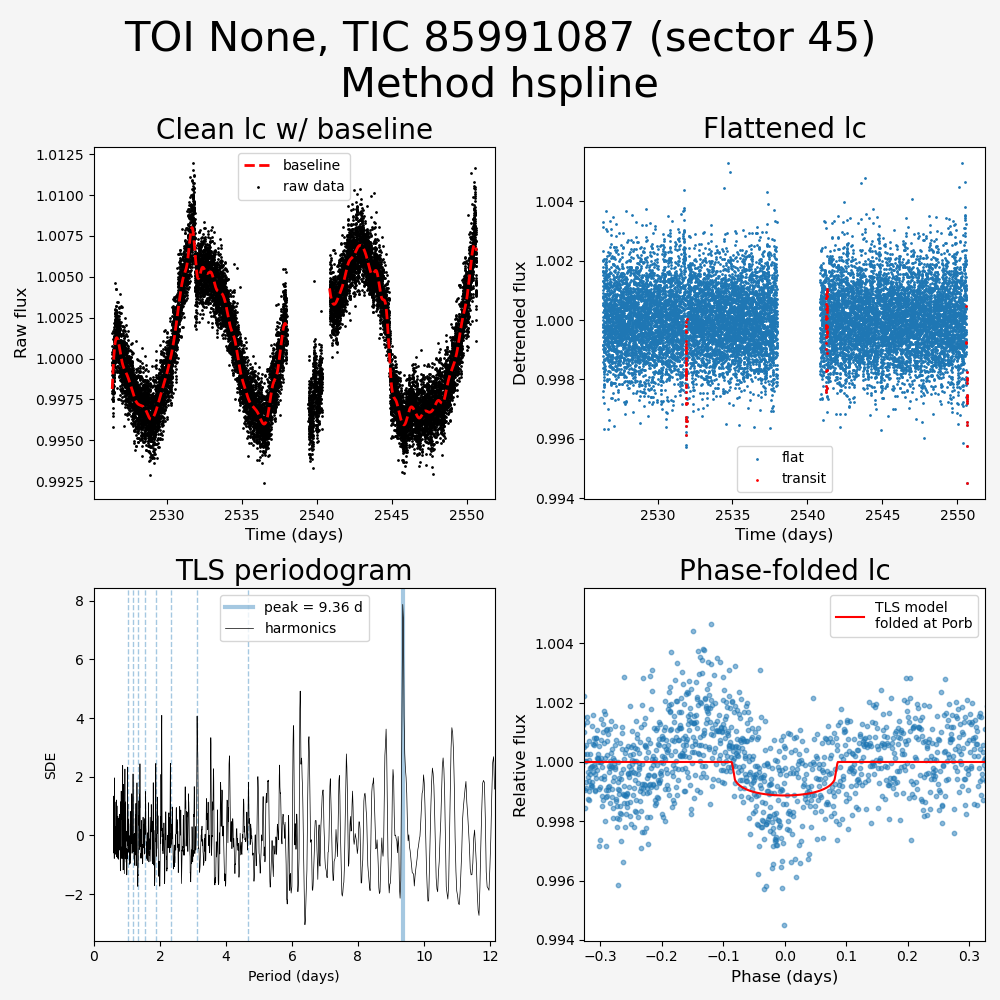 TOI None, TIC 85991087 (sector 45)
Method hspline
Clean lc w/ baseline
baseline
raw data
1.0125
1.0100
1.0075
1.0050
1.0025
1.0000
0.9975
0.9950
0.9925
Raw flux
2530 2535 2540 2545 2550
Time (days)
Flattened lc
1.004
1.002
1.000
0.998
0.996
0.994
Detrended flux
flat
transit
2530 2535 2540 2545 2550
Time (days)
TLS periodogram
peak = 9.36 d
harmonics
8
6
4
2
0
−2
SDE
0 2 4 6 8 10 12
Period (days)
Phase-folded lc
TLS model
folded at Porb
1.004
1.002
1.000
0.998
0.996
0.994
Relative flux
−0.3 −0.2 −0.1 0.0 0.1 0.2 0.3
Phase (days)